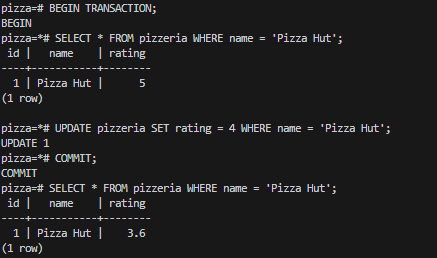 pizza=# BEGIN TRANSACTION;
BEGIN
pizza=*# SELECT * FROM pizzeria WHERE name = 'Pizza Hut';
 id |   name    | rating
----+-----------+--------
  1 | Pizza Hut |      5
(1 row)

pizza=*# UPDATE pizzeria SET rating = 4 WHERE name = 'Pizza Hut';
UPDATE 1
pizza=*# COMMIT;
COMMIT
pizza=# SELECT * FROM pizzeria WHERE name = 'Pizza Hut';
 id |   name    | rating
----+-----------+--------
  1 | Pizza Hut |    3.6
(1 row)